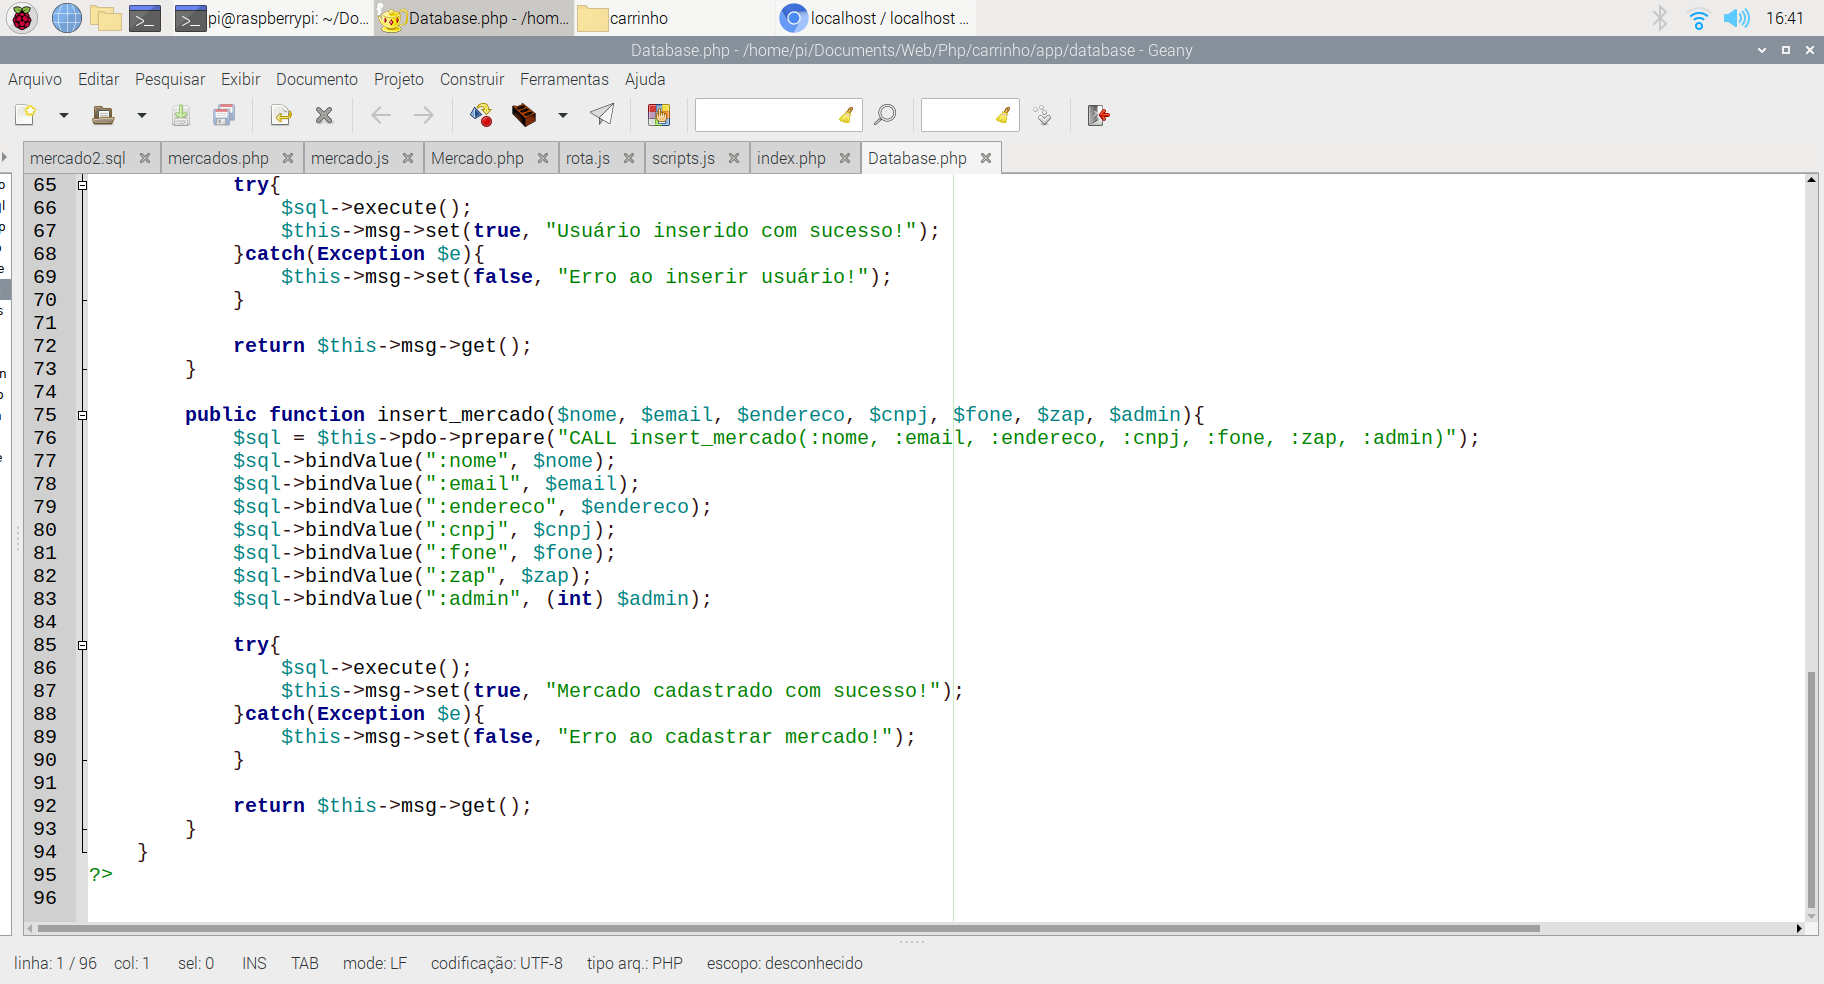 pi@raspberrypi: ~/Do... Database.php - /hom... carrinho localhost / localhost ... 16:41
Database.php - /home/pi/Documents/Web/Php/carrinho/app/database - Geany
Arquivo Editar Pesquisar Exibir Documento Projeto Construir Ferramentas Ajuda
mercado2.sql mercados.php mercado.js Mercado.php rota.js scripts.js index.php Database.php
65 try{
66 $sql->execute();
67 $this->msg->set(true, "Usuário inserido com sucesso!");
68 }catch(Exception $e){
69 $this->msg->set(false, "Erro ao inserir usuário!");
70 }
71
72 return $this->msg->get();
73 }
74
75 public function insert_mercado($nome, $email, $endereco, $cnpj, $fone, $zap, $admin){
76 $sql = $this->pdo->prepare("CALL insert_mercado(:nome, :email, :endereco, :cnpj, :fone, :zap, :admin)");
77 $sql->bindValue(":nome", $nome);
78 $sql->bindValue(":email", $email);
79 $sql->bindValue(":endereco", $endereco);
80 $sql->bindValue(":cnpj", $cnpj);
81 $sql->bindValue(":fone", $fone);
82 $sql->bindValue(":zap", $zap);
83 $sql->bindValue(":admin", (int) $admin);
84
85 try{
86 $sql->execute();
87 $this->msg->set(true, "Mercado cadastrado com sucesso!");
88 }catch(Exception $e){
89 $this->msg->set(false, "Erro ao cadastrar mercado!");
90 }
91
92 return $this->msg->get();
93 }
94 }
95 ?>
96
linha: 1 / 96 col: 1 sel: 0 INS TAB mode: LF codificação: UTF-8 tipo arq.: PHP escopo: desconhecido